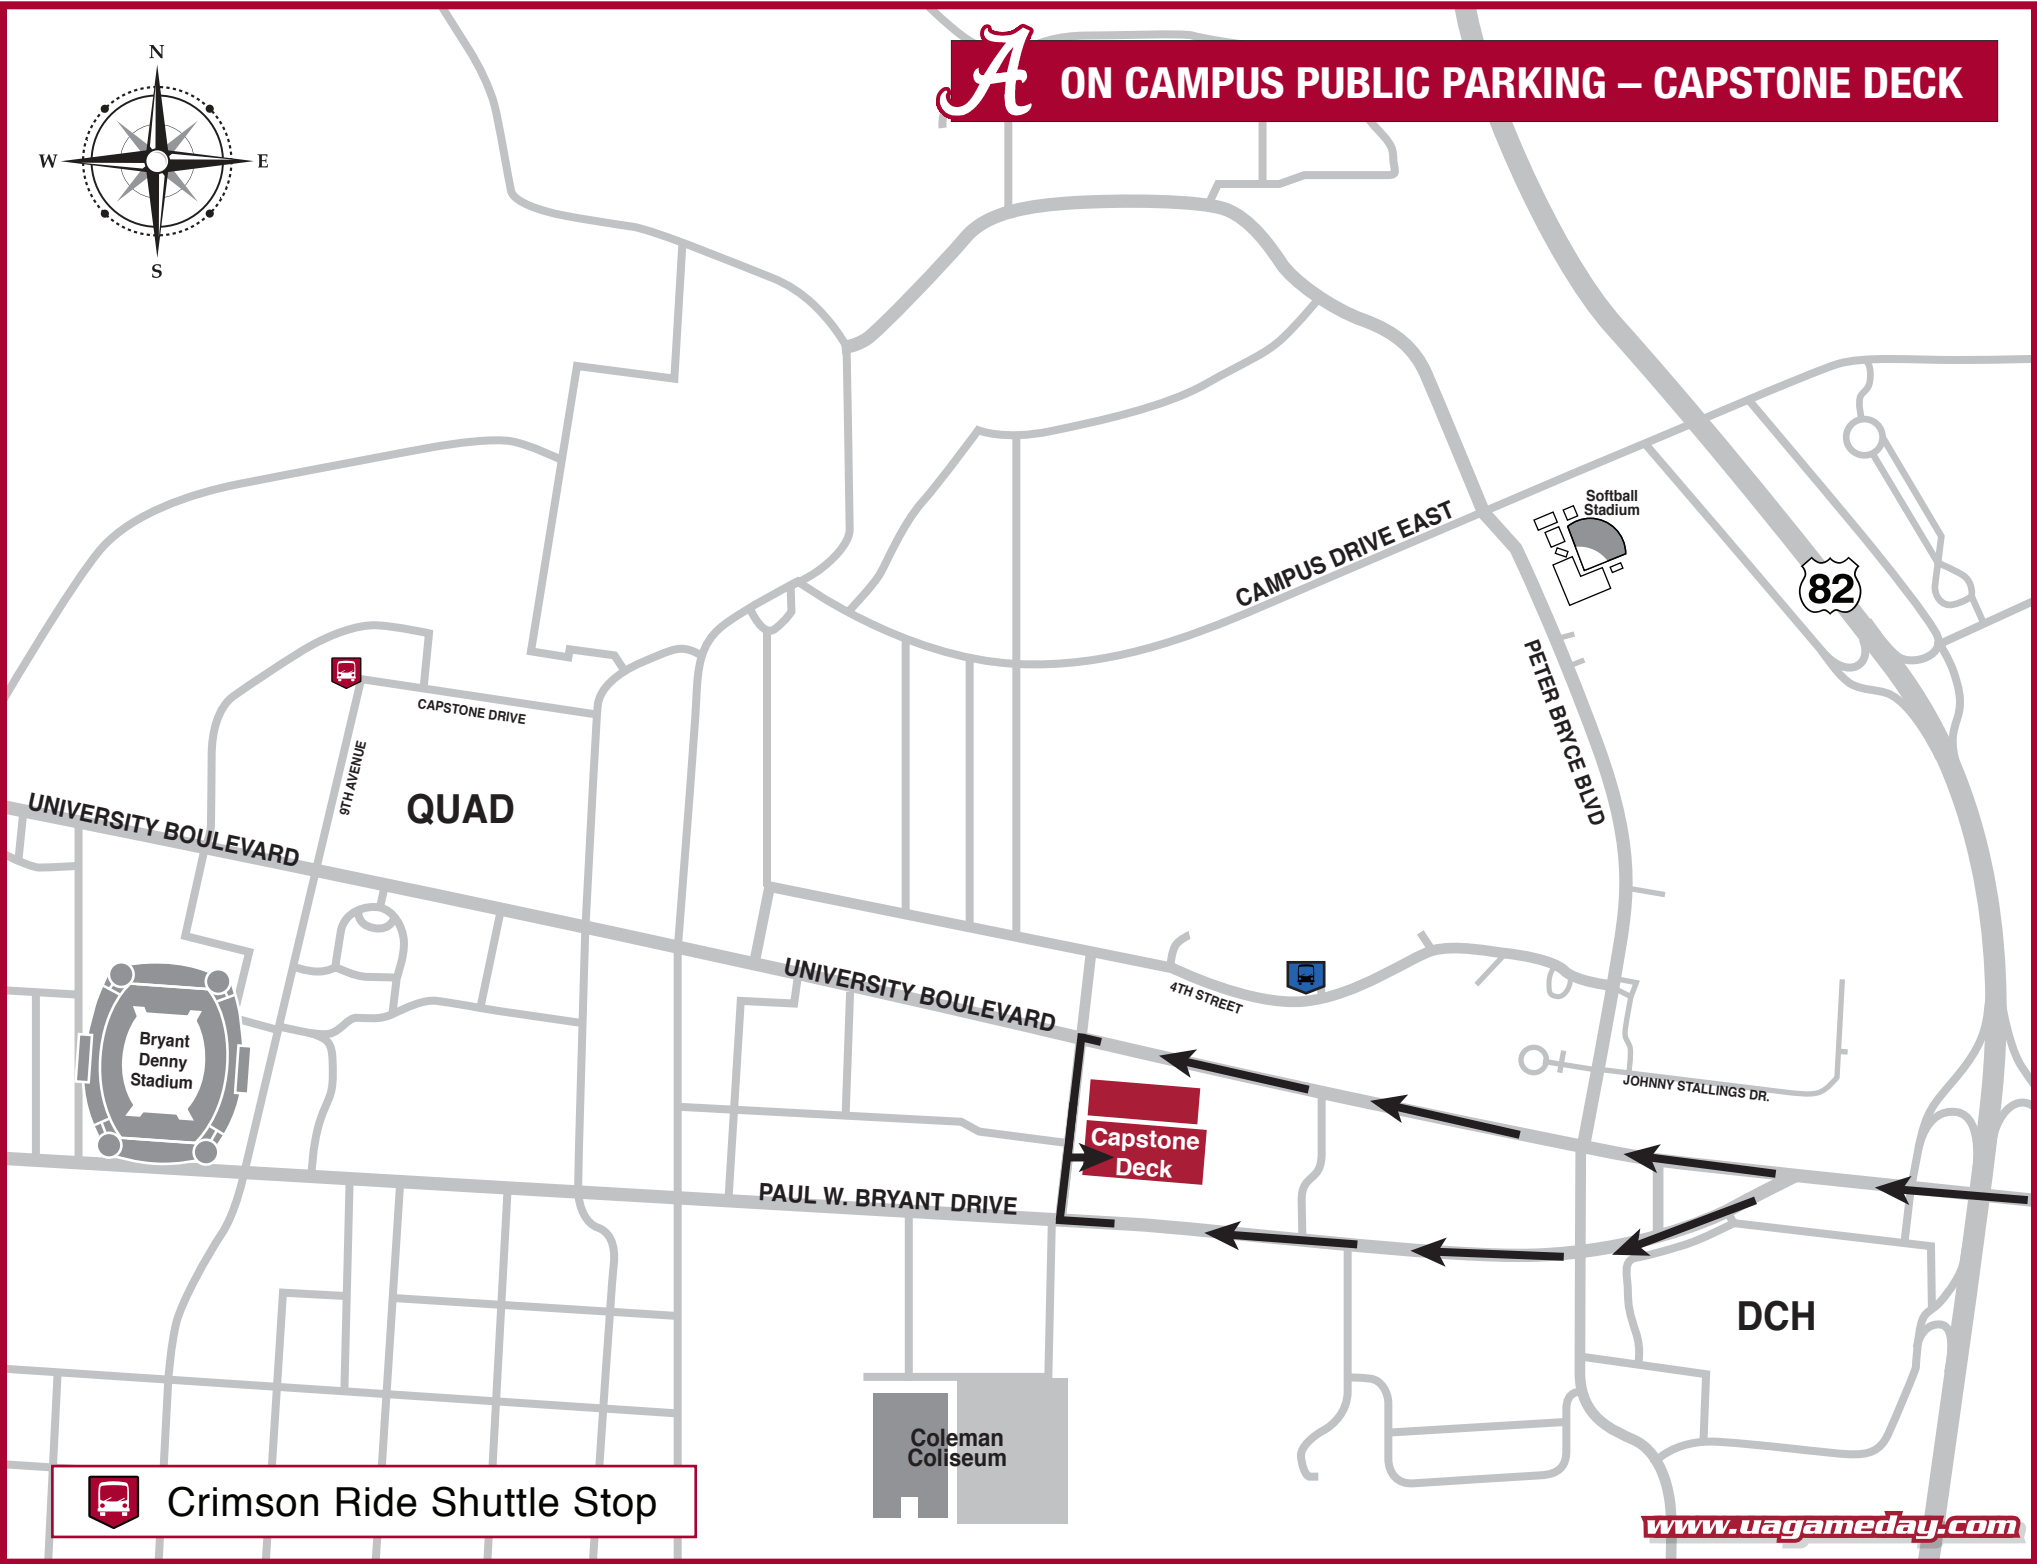 N
W
E
S
A ON CAMPUS PUBLIC PARKING – CAPSTONE DECK
Softball
Stadium
CAMPUS DRIVE EAST
82
PETER BRYCE BLVD
CAPSTONE DRIVE
9TH AVENUE
QUAD
UNIVERSITY BOULEVARD
UNIVERSITY BOULEVARD
4TH STREET
Bryant
Denny
Stadium
JOHNNY STALLINGS DR.
Capstone
Deck
PAUL W. BRYANT DRIVE
DCH
Coleman
Coliseum
Crimson Ride Shuttle Stop
www.uagameday.com